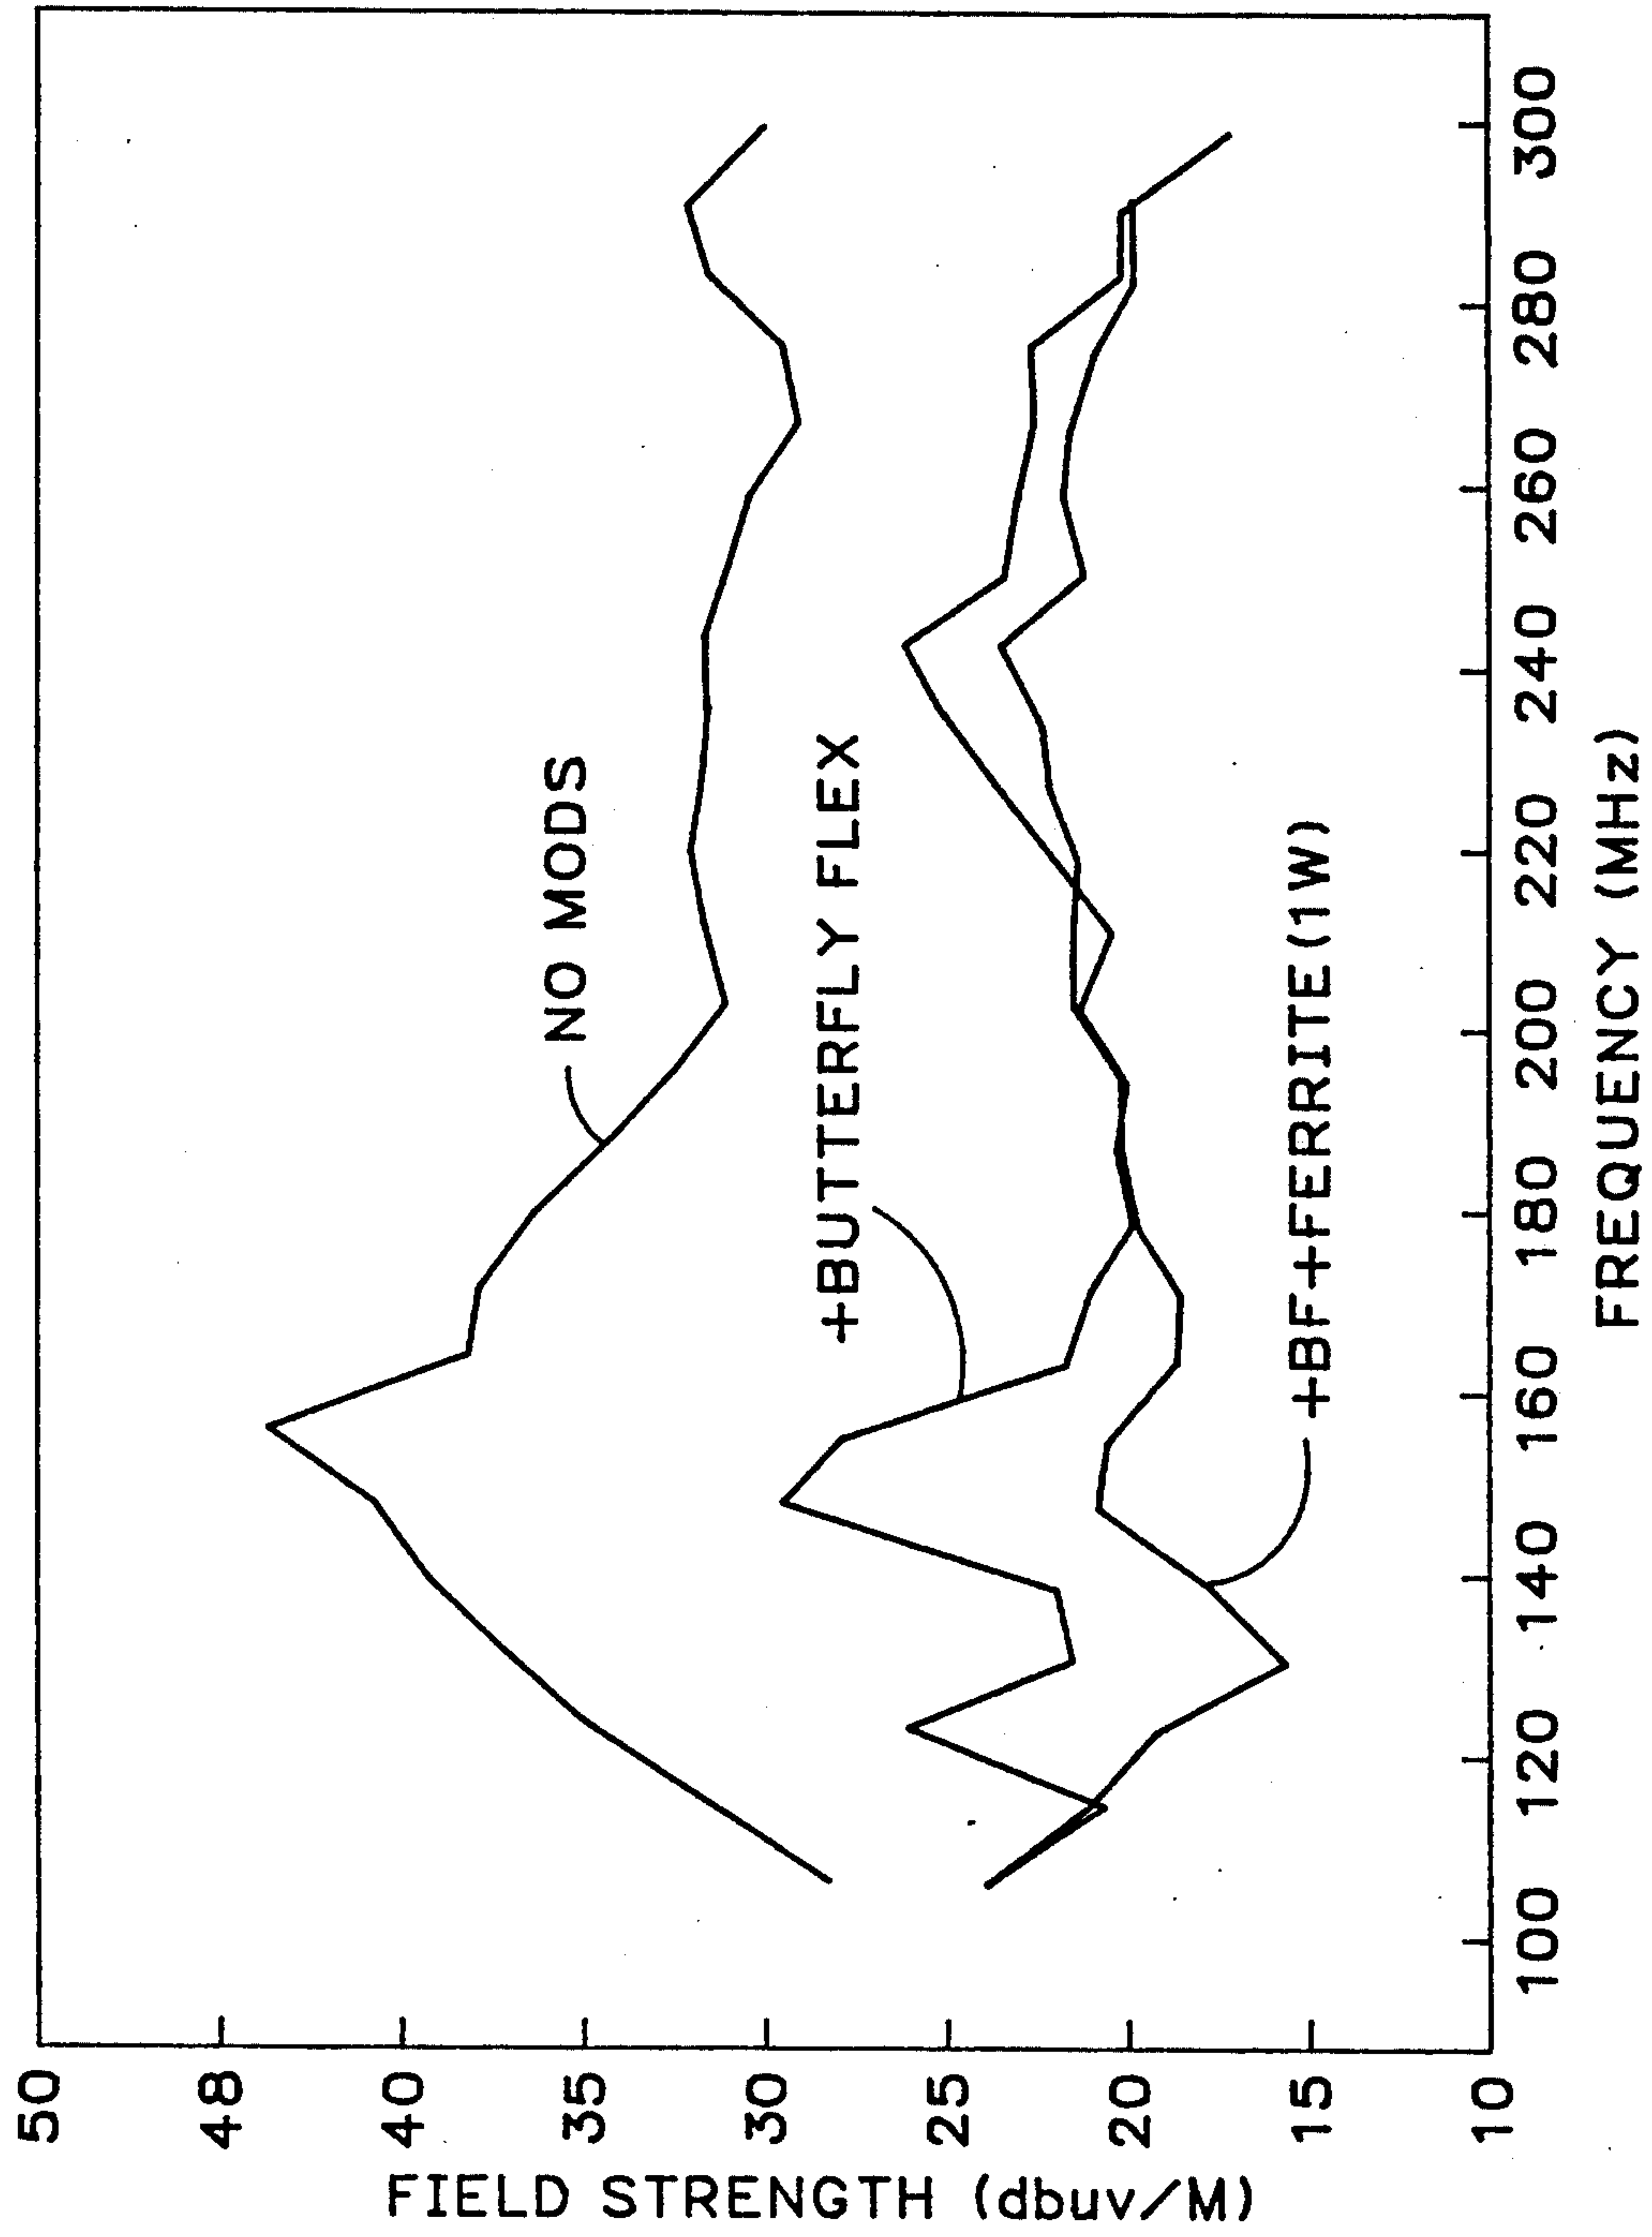 50
48
40
35
30
25
20
15
10
FIELD STRENGTH (dbuv/M)
NO MODS
+BUTTERFLY FLEX
+BF+FERRITE(1W)
100 120 140 160 180 200 220 240 260 280 300
FREQUENCY (MHz)